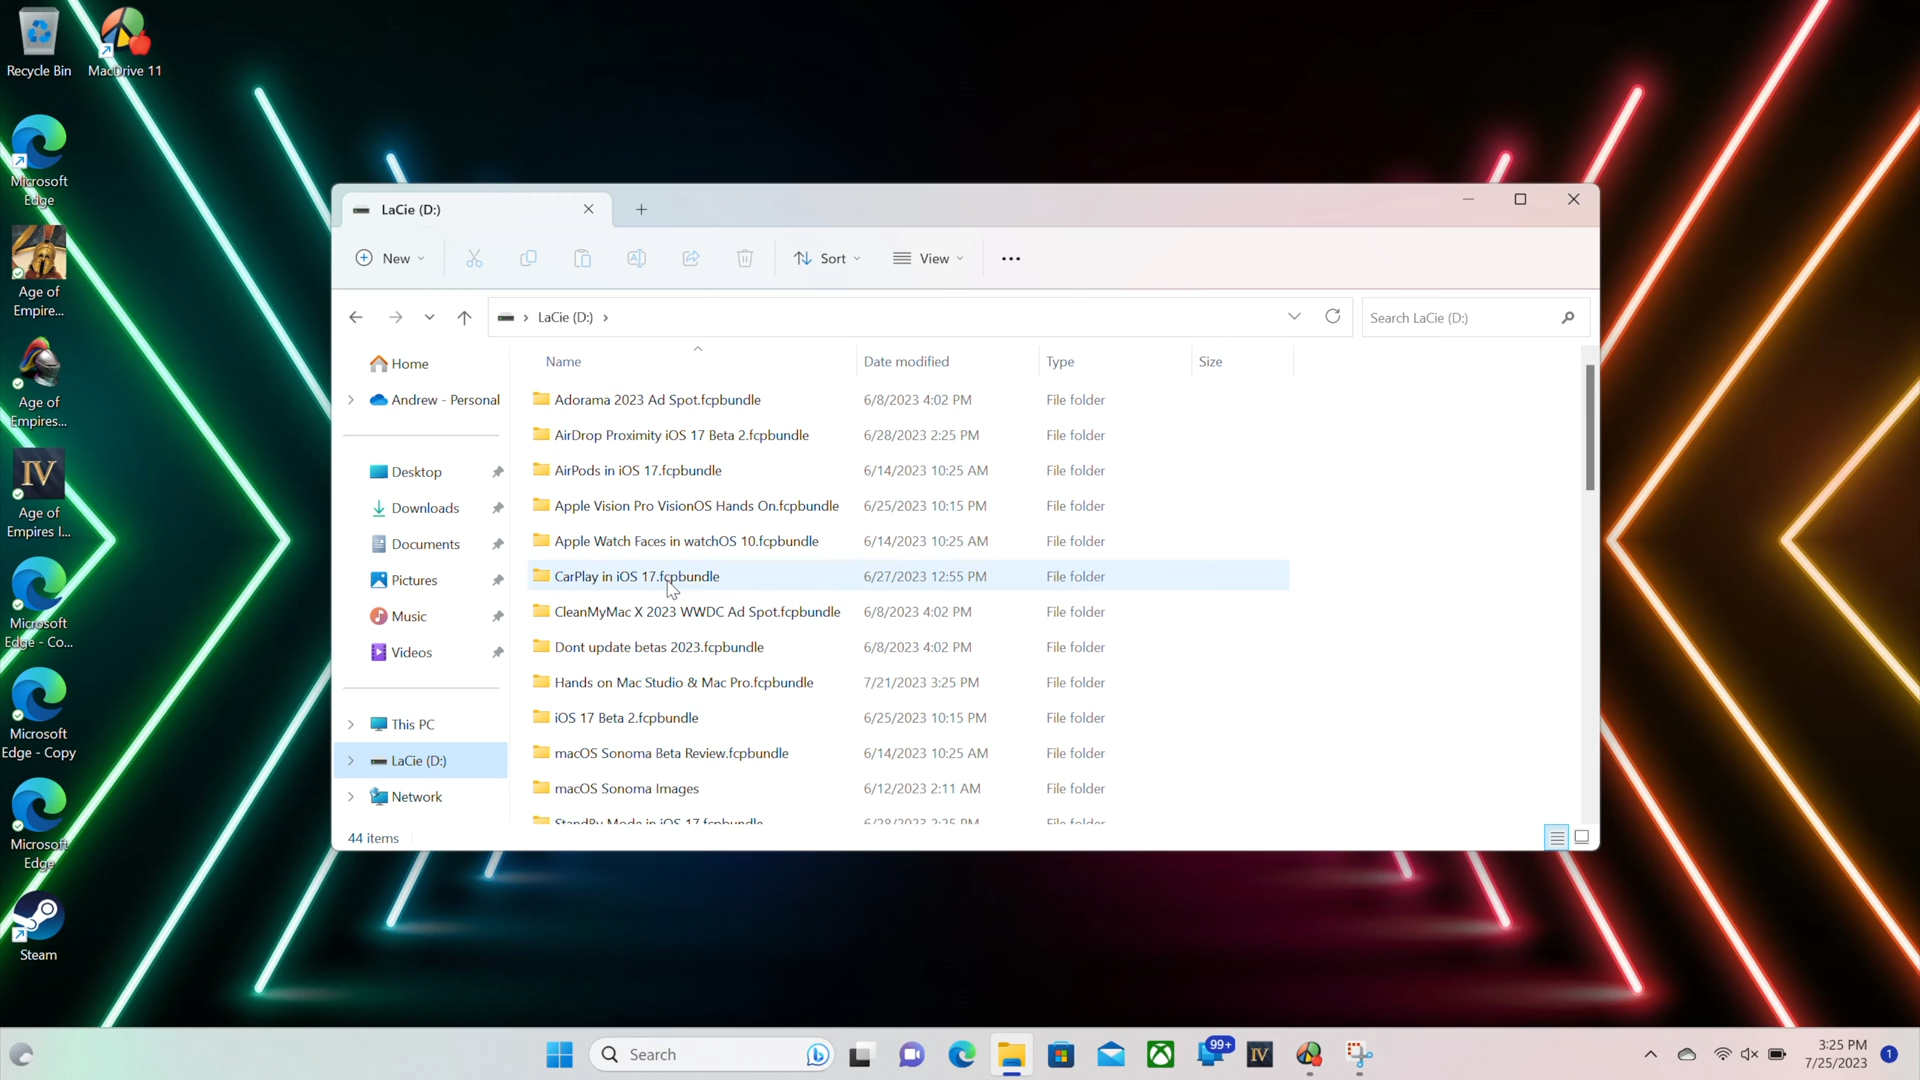 Recycle Bin
MacDrive 11
Microsoft
Edge
Age of
Empire...
Age of
Empires...
IV
Age of
Empires I...
Microsoft
Edge - Co...
Microsoft
Edge - Copy
Microsoft
Edge
Steam
LaCie (D:)
New
Sort
View
LaCie (D:)
Search LaCie (D:)
Home
Andrew - Personal
Desktop
Downloads
Documents
Pictures
Music
Videos
This PC
LaCie (D:)
Network
Name Date modified Type Size
Adorama 2023 Ad Spot.fcpbundle 6/8/2023 4:02 PM File folder
AirDrop Proximity iOS 17 Beta 2.fcpbundle 6/28/2023 2:25 PM File folder
AirPods in iOS 17.fcpbundle 6/14/2023 10:25 AM File folder
Apple Vision Pro VisionOS Hands On.fcpbundle 6/25/2023 10:15 PM File folder
Apple Watch Faces in watchOS 10.fcpbundle 6/14/2023 10:25 AM File folder
CarPlay in iOS 17.fcpbundle 6/27/2023 12:55 PM File folder
CleanMyMac X 2023 WWDC Ad Spot.fcpbundle 6/8/2023 4:02 PM File folder
Dont update betas 2023.fcpbundle 6/8/2023 4:02 PM File folder
Hands on Mac Studio & Mac Pro.fcpbundle 7/21/2023 3:25 PM File folder
iOS 17 Beta 2.fcpbundle 6/25/2023 10:15 PM File folder
macOS Sonoma Beta Review.fcpbundle 6/14/2023 10:25 AM File folder
macOS Sonoma Images 6/12/2023 2:11 AM File folder
StandBy Mode in iOS 17.fcpbundle 6/28/2023 2:25 PM File folder
44 items
Search
99+
IV
3:25 PM
7/25/2023
1